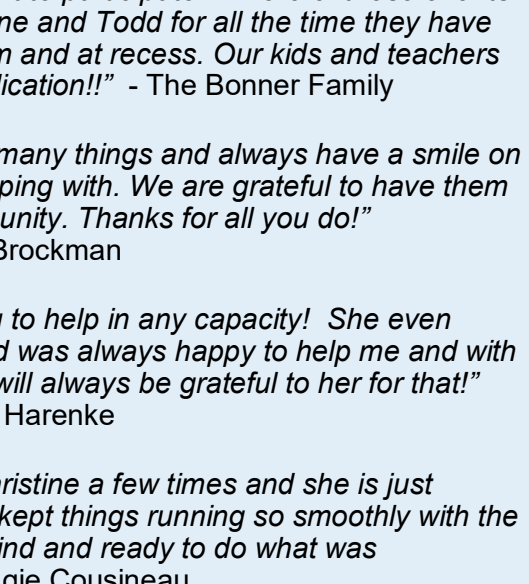 ne and Todd for all the time they have
m and at recess. Our kids and teachers
dication!!” - The Bonner Family
many things and always have a smile on
ping with. We are grateful to have them
unity. Thanks for all you do!”
Brockman
to help in any capacity! She even
d was always happy to help me and with
will always be grateful to her for that!”
Harenke
ristine a few times and she is just
kept things running so smoothly with the
ind and ready to do what was
gie Cousineau